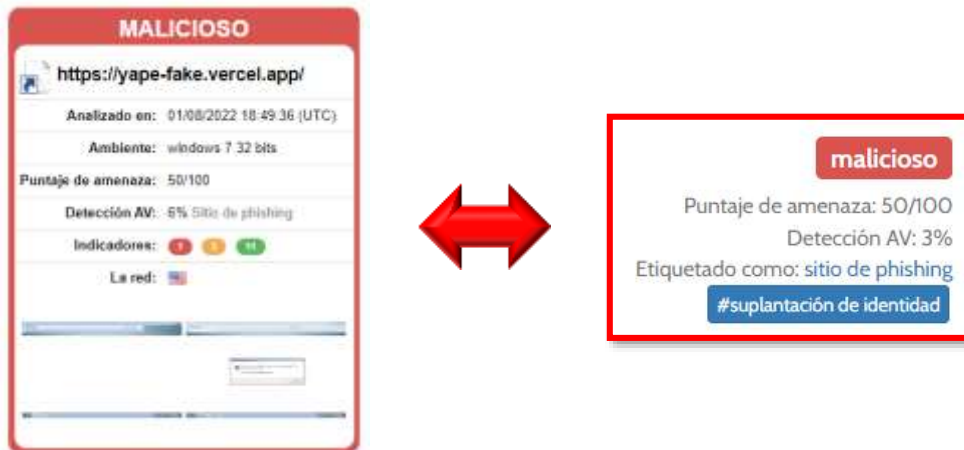 MALICIOSO
https://yape-fake.vercel.app/
Analizado en: 01/08/2022 18:49:36 (UTC)
Ambiente: windows 7 32 bits
Puntaje de amenaza: 50/100
Detección AV: 6% Sitio de phishing
Indicadores:
La red:
malicioso
Puntaje de amenaza: 50/100
Detección AV: 3%
Etiquetado como: sitio de phishing
#suplantación de identidad